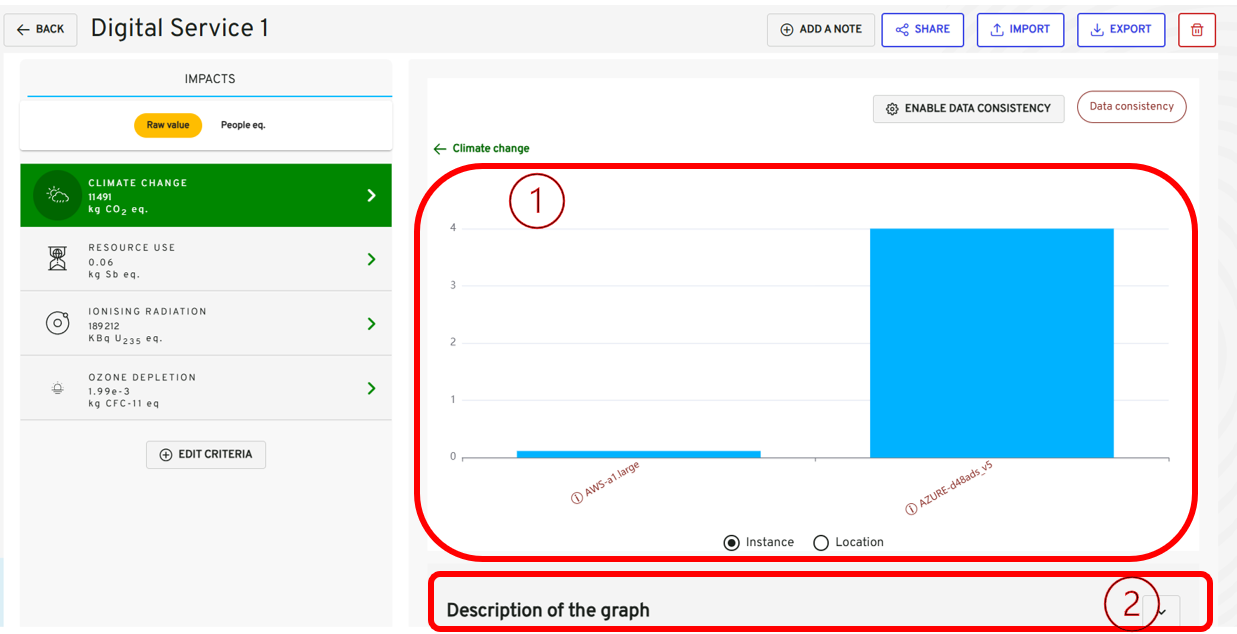 BACK
Digital Service 1
ADD A NOTE
SHARE
IMPORT
EXPORT
IMPACTS
Raw value
People eq.
CLIMATE CHANGE
11491
kg CO2 eq.
RESOURCE USE
0.06
kg Sb eq.
IONISING RADIATION
189212
KBq U235 eq.
OZONE DEPLETION
1.99e-3
kg CFC-11 eq
EDIT CRITERIA
ENABLE DATA CONSISTENCY
Data consistency
Climate change
1
4
3
2
1
0
AWS-a1.large
AZURE-d48ads_v5
Instance
Location
Description of the graph
2